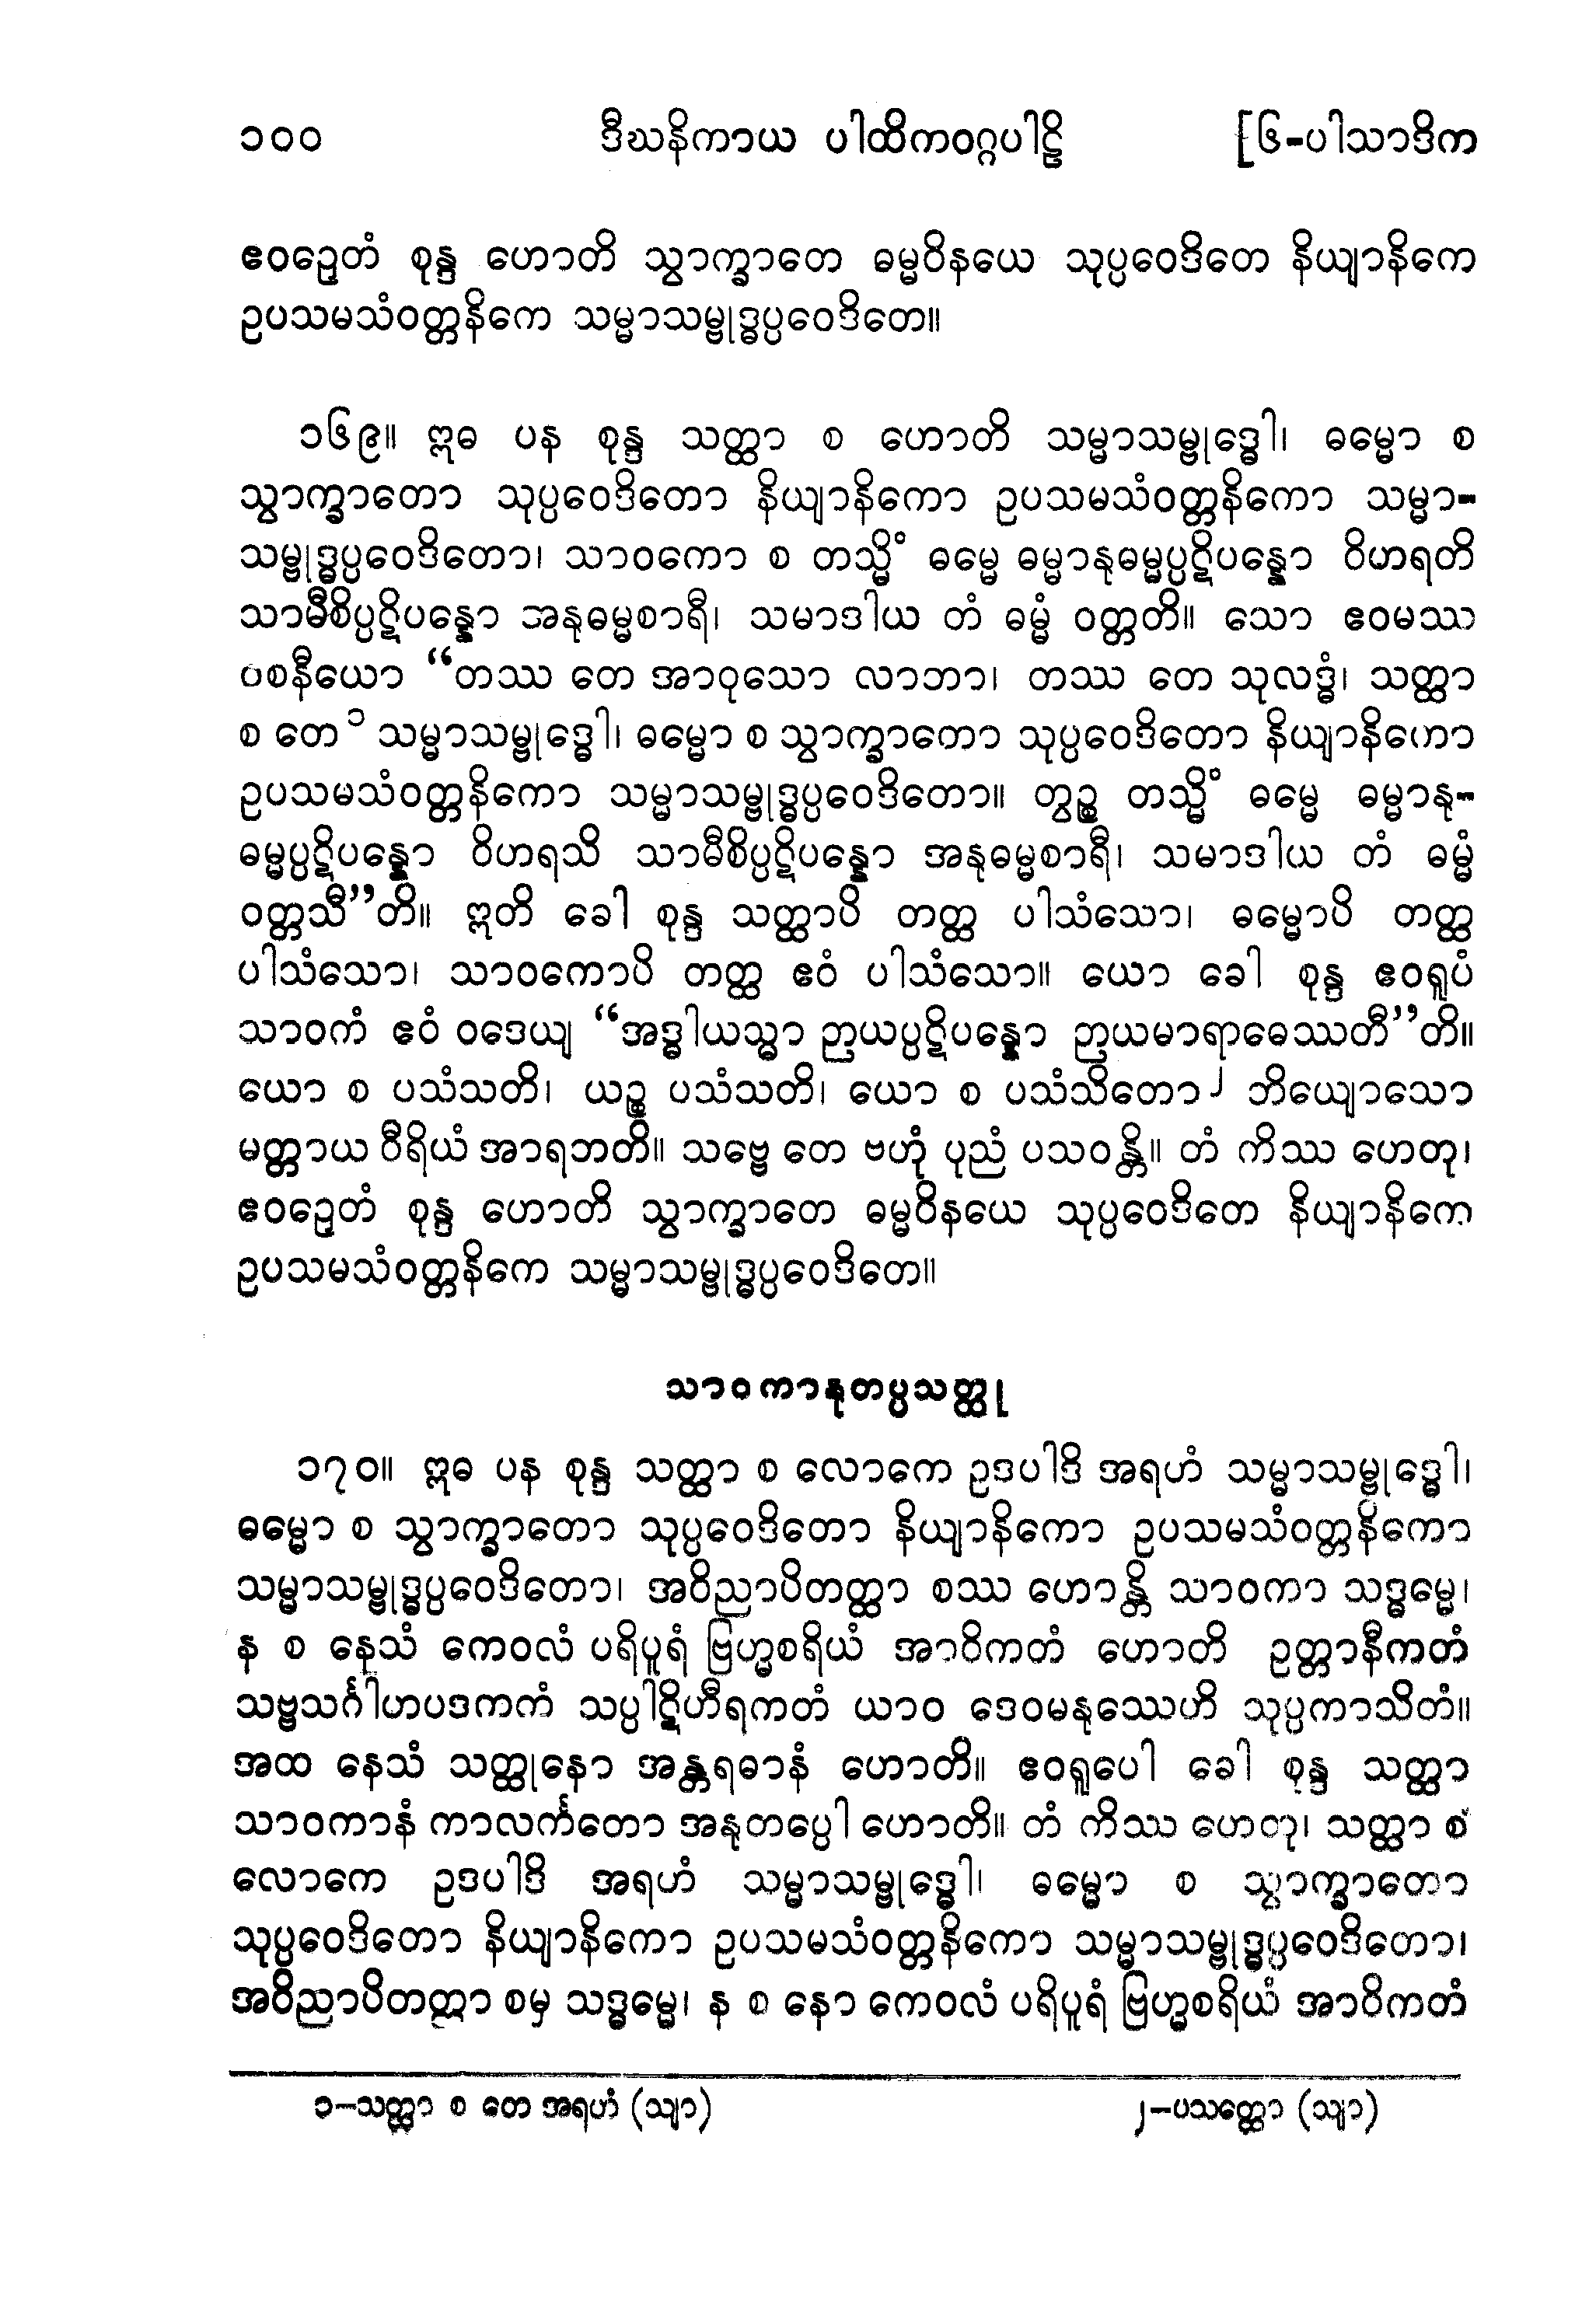 ၁၀၀ ဒီဃနိကာယ ပါထိကဝဂ္ဂပါဠိ [၆-ပါသာဒိက
ဧဝဉှေတံ စုန္ဒ ဟောတိ သွာက္ခာတေ ဓမ္မဝိနယေ သုပ္ပဝေဒိတေ နိယျာနိကေ
ဥပသမသံဝတ္တနိကေ သမ္မာသမ္ဗုဒ္ဓပ္ပဝေဒိတေ။
၁၆၉။ ဣဓ ပန စုန္ဒ သတ္ထာ စ ဟောတိ သမ္မာသမ္ဗုဒ္ဓေါ၊ ဓမ္မော စ
သွာက္ခာတော သုပ္ပဝေဒိတော နိယျာနိကော ဥပသမသံဝတ္တနိကော သမ္မာ-
သမ္ဗုဒ္ဓပ္ပဝေဒိတော၊ သာဝကော စ တသ္မိံ ဓမ္မေ ဓမ္မာနုဓမ္မပ္ပဋိပန္နော ဝိဟရတိ
သာမီစိပ္ပဋိပန္နော အနုဓမ္မစာရီ၊ သမာဒါယ တံ ဓမ္မံ ဝတ္တတိ။ သော ဧဝမဿ
ဝစနီယော “တဿ တေ အာဝုသော လာဘာ၊ တဿ တေ သုလဒ္ဓံ၊ သတ္ထာ
စ တေ ၁ သမ္မာသမ္ဗုဒ္ဓေါ၊ ဓမ္မော စ သွာက္ခာတော သုပ္ပဝေဒိတော နိယျာနိကော
ဥပသမသံဝတ္တနိကော သမ္မာသမ္ဗုဒ္ဓပ္ပဝေဒိတော။ တွဉ္စ တသ္မိံ ဓမ္မေ ဓမ္မာနု-
ဓမ္မပ္ပဋိပန္နော ဝိဟရသိ သာမီစိပ္ပဋိပန္နော အနုဓမ္မစာရီ၊ သမာဒါယ တံ ဓမ္မံ
ဝတ္တသီ”တိ။ ဣတိ ခေါ စုန္ဒ သတ္ထာပိ တတ္ထ ပါသံသော၊ ဓမ္မောပိ တတ္ထ
ပါသံသော၊ သာဝကောပိ တတ္ထ ဧဝံ ပါသံသော။ ယော ခေါ စုန္ဒ ဧဝရူပံ
သာဝကံ ဧဝံ ဝဒေယျ “အဒ္ဓါယသ္မာ ဉာယပ္ပဋိပန္နော ဉာယမာရာဓေဿတီ”တိ။
ယော စ ပသံသတိ၊ ယဉ္စ ပသံသတိ၊ ယော စ ပသံသိတော ၂ ဘိယျောသော
မတ္တာယ ဝီရိယံ အာရဘတိ။ သဗ္ဗေ တေ ဗဟုံ ပုညံ ပသဝန္တိ။ တံ ကိဿ ဟေတု၊
ဧဝဉှေတံ စုန္ဒ ဟောတိ သွာက္ခာတေ ဓမ္မဝိနယေ သုပ္ပဝေဒိတေ နိယျာနိကေ
ဥပသမသံဝတ္တနိကေ သမ္မာသမ္ဗုဒ္ဓပ္ပဝေဒိတေ။
သာဝကာနုတပ္ပသတ္ထု
၁၇၀။ ဣဓ ပန စုန္ဒ သတ္ထာ စ လောကေ ဥဒပါဒိ အရဟံ သမ္မာသမ္ဗုဒ္ဓေါ၊
ဓမ္မော စ သွာက္ခာတော သုပ္ပဝေဒိတော နိယျာနိကော ဥပသမသံဝတ္တနိကော
သမ္မာသမ္ဗုဒ္ဓပ္ပဝေဒိတော၊ အဝိညာပိတတ္ထာ စဿ ဟောန္တိ သာဝကာ သဒ္ဓမ္မေ၊
န စ နေသံ ကေဝလံ ပရိပူရံ ဗြဟ္မစရိယံ အာဝိကတံ ဟောတိ ဥတ္တာနီကတံ
သဗ္ဗသင်္ဂါဟပဒကတံ သပ္ပါဋိဟီရကတံ ယာဝ ဒေဝမနုဿေဟိ သုပ္ပကာသိတံ။
အထ နေသံ သတ္ထုနော အန္တရဓာနံ ဟောတိ။ ဧဝရူပေါ ခေါ စုန္ဒ သတ္ထာ
သာဝကာနံ ကာလင်္ကတော အနုတပ္ပေါ ဟောတိ။ တံ ကိဿ ဟေတု၊ သတ္ထာ စ
လောကေ ဥဒပါဒိ အရဟံ သမ္မာသမ္ဗုဒ္ဓေါ၊ ဓမ္မော စ သွာက္ခာတော
သုပ္ပဝေဒိတော နိယျာနိကော ဥပသမသံဝတ္တနိကော သမ္မာသမ္ဗုဒ္ဓပ္ပဝေဒိတော၊
အဝိညာပိတတ္ထာ စမှ သဒ္ဓမ္မေ၊ န စ နော ကေဝလံ ပရိပူရံ ဗြဟ္မစရိယံ အာဝိကတံ
၁-သတ္ထာ စ တေ အရဟံ (သျာ) ၂-ပသတ္ထော (သျာ)